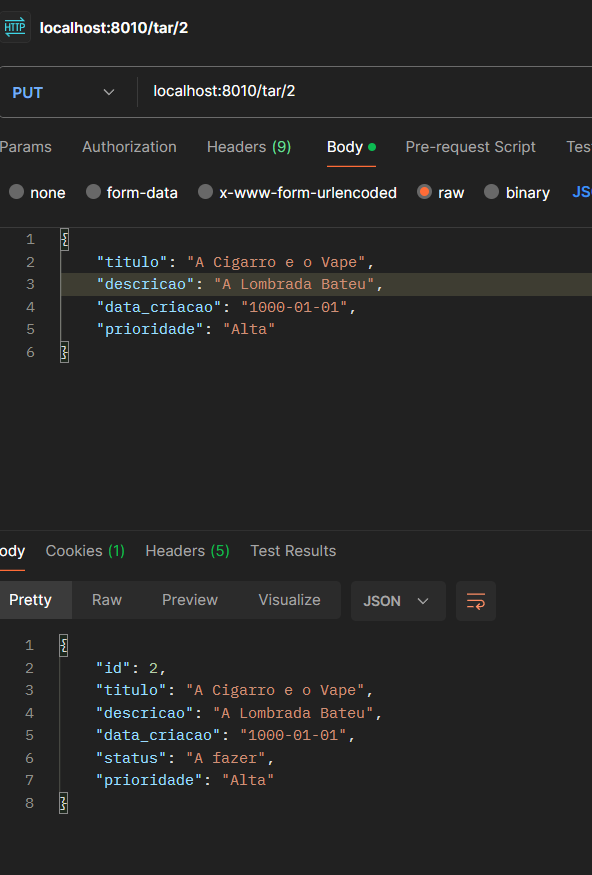 HTTP localhost:8010/tar/2
PUT localhost:8010/tar/2
Params Authorization Headers (9) Body Pre-request Script Tes
none form-data x-www-form-urlencoded raw binary JS
1 {
2 "titulo": "A Cigarro e o Vape",
3 "descricao": "A Lombrada Bateu",
4 "data_criacao": "1000-01-01",
5 "prioridade": "Alta"
6 }
ody Cookies (1) Headers (5) Test Results
Pretty Raw Preview Visualize JSON
1 {
2 "id": 2,
3 "titulo": "A Cigarro e o Vape",
4 "descricao": "A Lombrada Bateu",
5 "data_criacao": "1000-01-01",
6 "status": "A fazer",
7 "prioridade": "Alta"
8 }